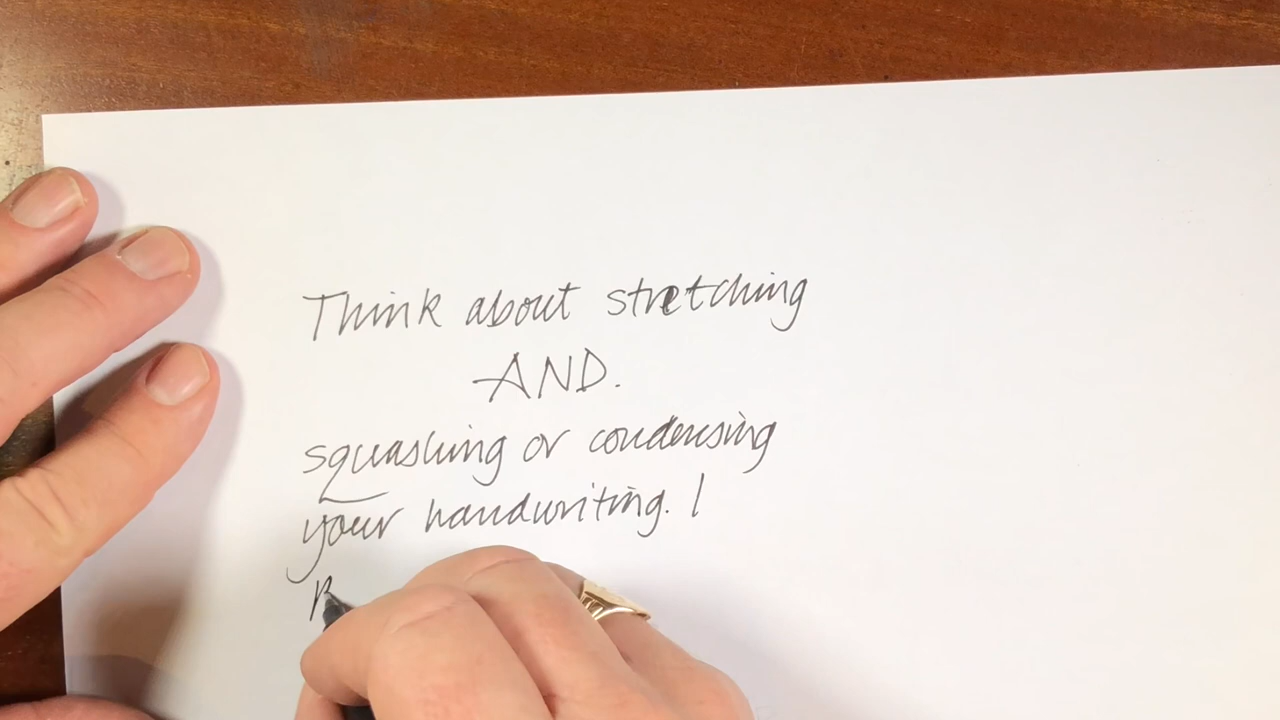 Think about stretching
AND.
squashing or condensing
your handwriting. I